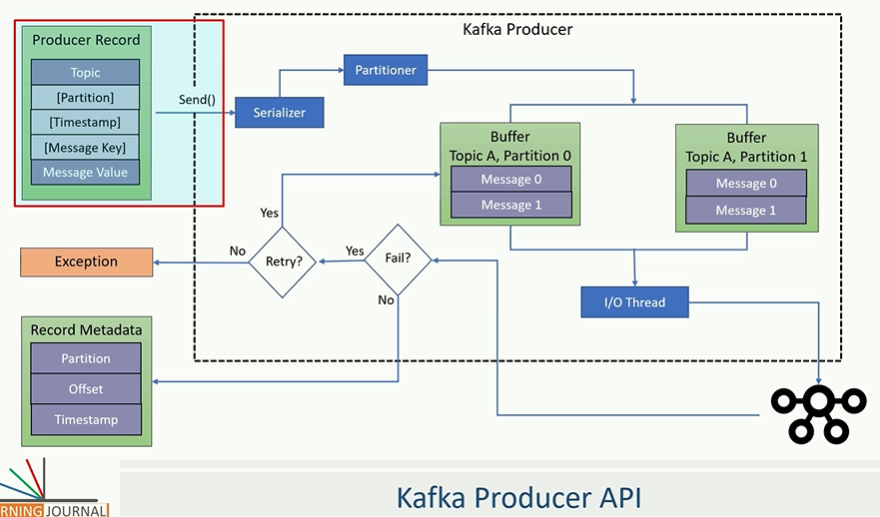 Kafka Producer
Producer Record
Topic
[Partition]
[Timestamp]
[Message Key]
Message Value
Send()
Serializer
Partitioner
Buffer
Topic A, Partition 0
Message 0
Message 1
Buffer
Topic A, Partition 1
Message 0
Message 1
Yes
No
Retry?
Yes
Fail?
No
Exception
I/O Thread
Record Metadata
Partition
Offset
Timestamp
RNING JOURNAL
Kafka Producer API